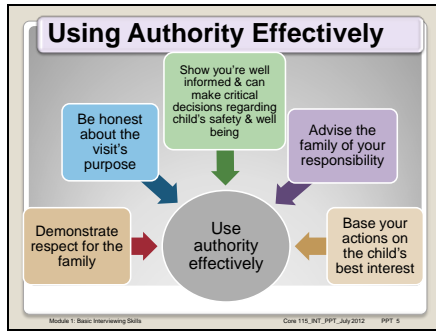 Using Authority Effectively
Show you're well
informed & can
make critical
decisions regarding
child's safety & well
being
Be honest
about the
visit's
purpose
Advise the
family of your
responsibility
Demonstrate
respect for the
family
Use
authority
effectively
Base your
actions on
the child's
best interest
Module 1: Basic Interviewing Skills
Core 115_INT_PPT_July 2012 PPT 5